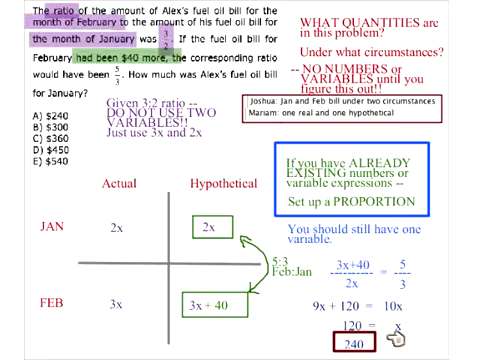 The ratio of the amount of Alex's fuel oil bill for the
month of February to the amount of his fuel oil bill for
the month of January was 3/2. If the fuel oil bill for
February had been $40 more, the corresponding ratio
would have been 5/3. How much was Alex's fuel oil bill
for January?
A) $240
B) $300
C) $360
D) $450
E) $540
Given 3:2 ratio --
DO NOT USE TWO
VARIABLES!!
Just use 3x and 2x
WHAT QUANTITIES are
in this problem?
Under what circumstances?
-- NO NUMBERS or
VARIABLES until you
figure this out!!
Joshua: Jan and Feb bill under two circumstances
Mariam: one real and one hypothetical
If you have ALREADY
EXISTING numbers or
variable expressions --
Set up a PROPORTION
You should still have one
variable.
Actual Hypothetical
JAN 2x 2x
5:3
Feb:Jan
FEB 3x 3x + 40
3x+40 / 2x = 5 / 3
9x + 120 = 10x
120 = x
240